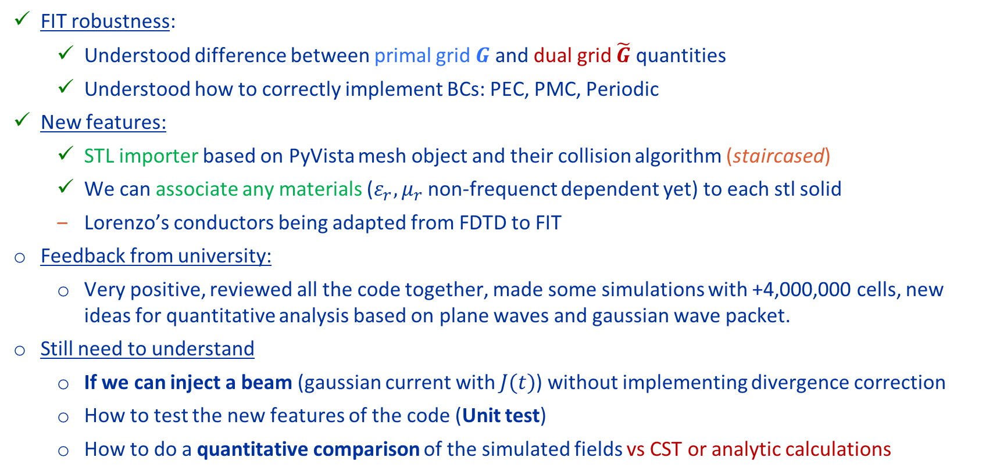 ✓ FIT robustness:
✓ Understood difference between primal grid G and dual grid G̃ quantities
✓ Understood how to correctly implement BCs: PEC, PMC, Periodic
✓ New features:
✓ STL importer based on PyVista mesh object and their collision algorithm (staircased)
✓ We can associate any materials (εᵣ, μᵣ non-frequenct dependent yet) to each stl solid
– Lorenzo’s conductors being adapted from FDTD to FIT
o Feedback from university:
o Very positive, reviewed all the code together, made some simulations with +4,000,000 cells, new
ideas for quantitative analysis based on plane waves and gaussian wave packet.
o Still need to understand
o If we can inject a beam (gaussian current with J(t)) without implementing divergence correction
o How to test the new features of the code (Unit test)
o How to do a quantitative comparison of the simulated fields vs CST or analytic calculations